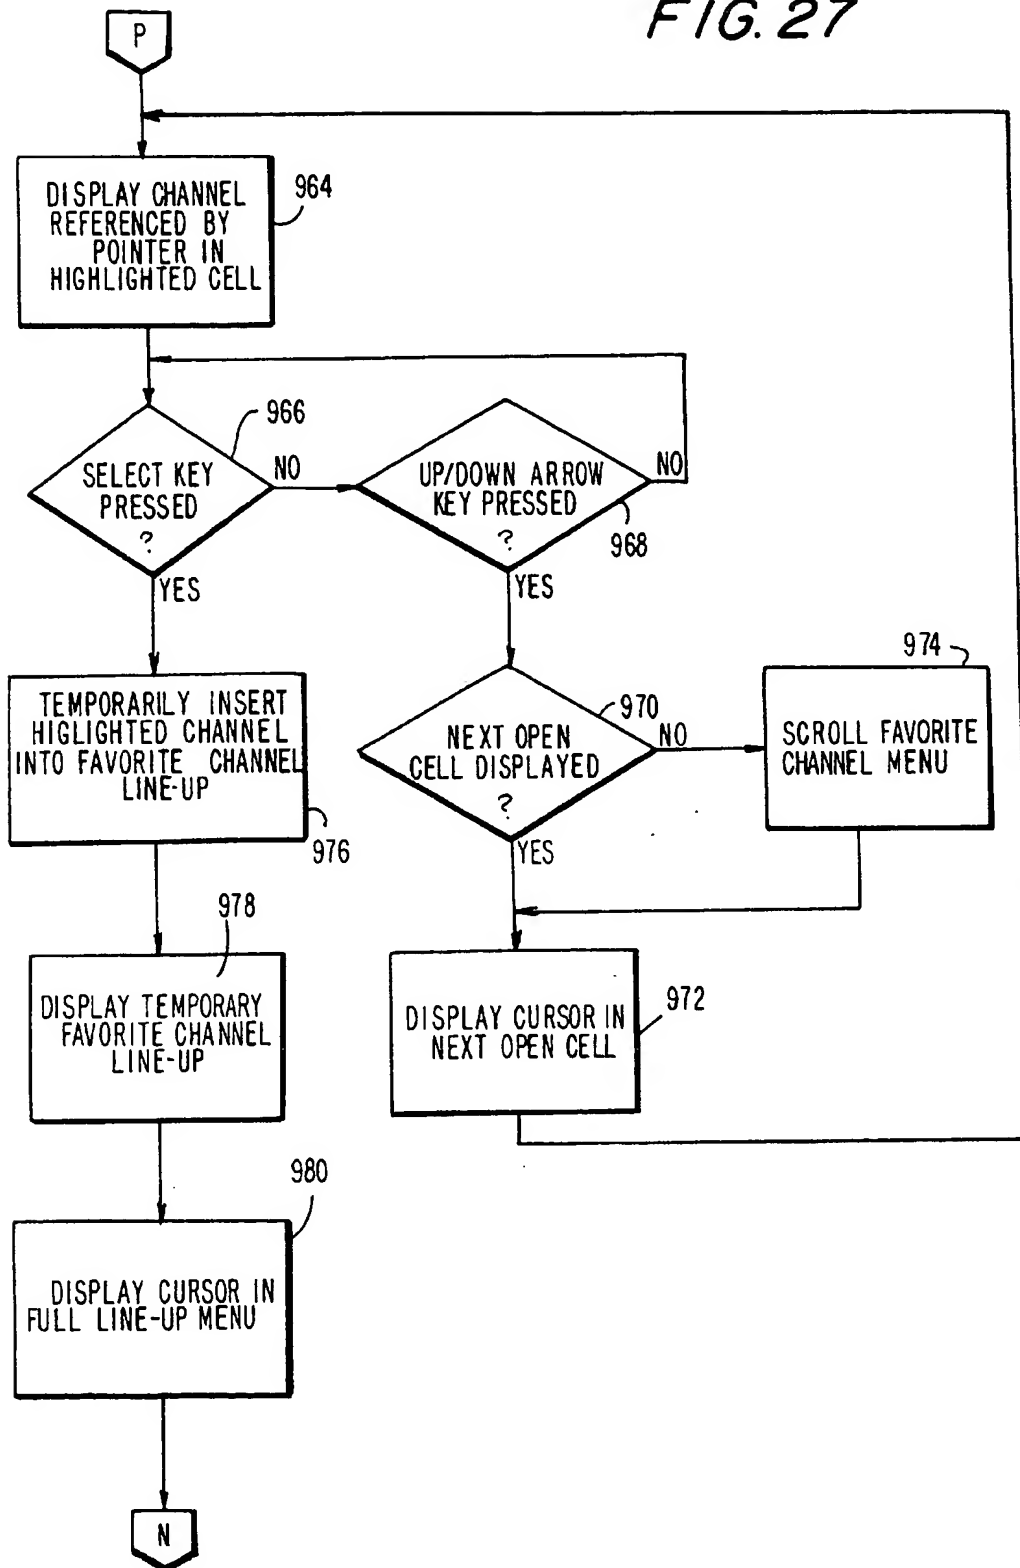 FIG. 27
P
DISPLAY CHANNEL
REFERENCED BY
POINTER IN
HIGHLIGHTED CELL
964
966
SELECT KEY
PRESSED
?
NO
YES
UP/DOWN ARROW
KEY PRESSED
?
NO
968
YES
974
TEMPORARILY INSERT
HIGLIGHTED CHANNEL
INTO FAVORITE CHANNEL
LINE-UP
976
970
NEXT OPEN
CELL DISPLAYED
?
NO
YES
SCROLL FAVORITE
CHANNEL MENU
978
DISPLAY TEMPORARY
FAVORITE CHANNEL
LINE-UP
DISPLAY CURSOR IN
NEXT OPEN CELL
972
980
DISPLAY CURSOR IN
FULL LINE-UP MENU
N